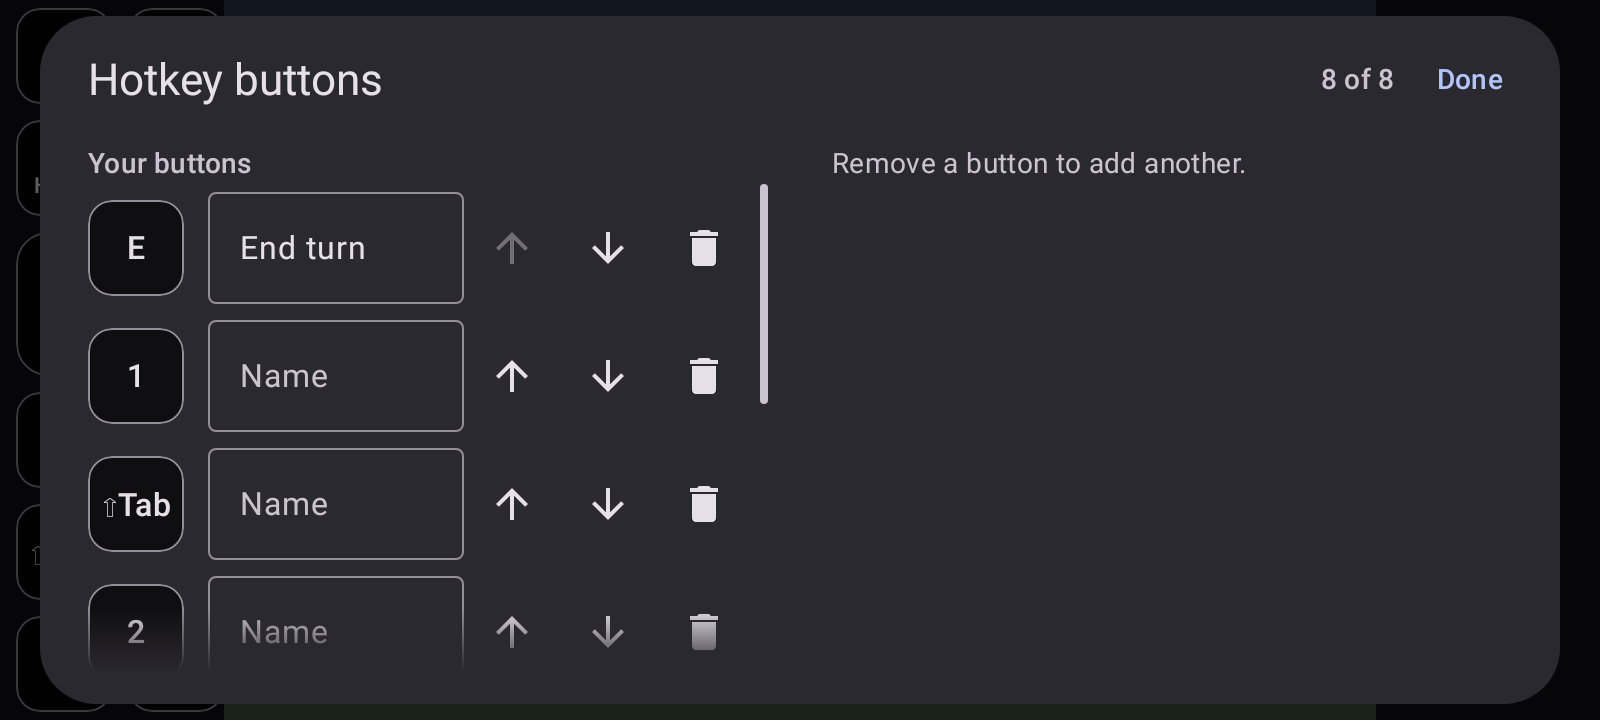 Hotkey buttons
8 of 8
Done
Your buttons
Remove a button to add another.
E
End turn
1
Name
⇧Tab
Name
2
Name